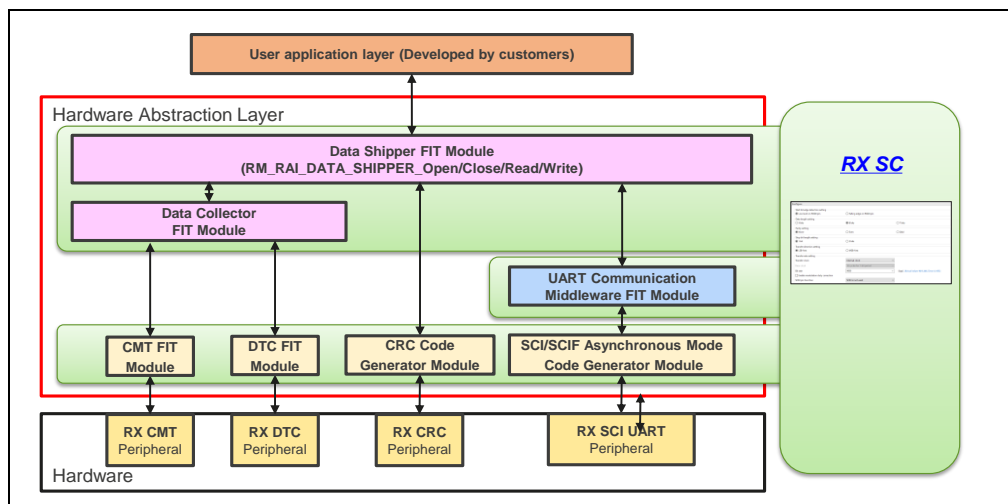 User application layer (Developed by customers)
Hardware Abstraction Layer
Data Shipper FIT Module
(RM_RAI_DATA_SHIPPER_Open/Close/Read/Write)
RX SC
Data Collector
FIT Module
UART Communication
Middleware FIT Module
CMT FIT
Module
DTC FIT
Module
CRC Code
Generator Module
SCI/SCIF Asynchronous Mode
Code Generator Module
RX CMT
Peripheral
RX DTC
Peripheral
RX CRC
Peripheral
RX SCI UART
Peripheral
Hardware